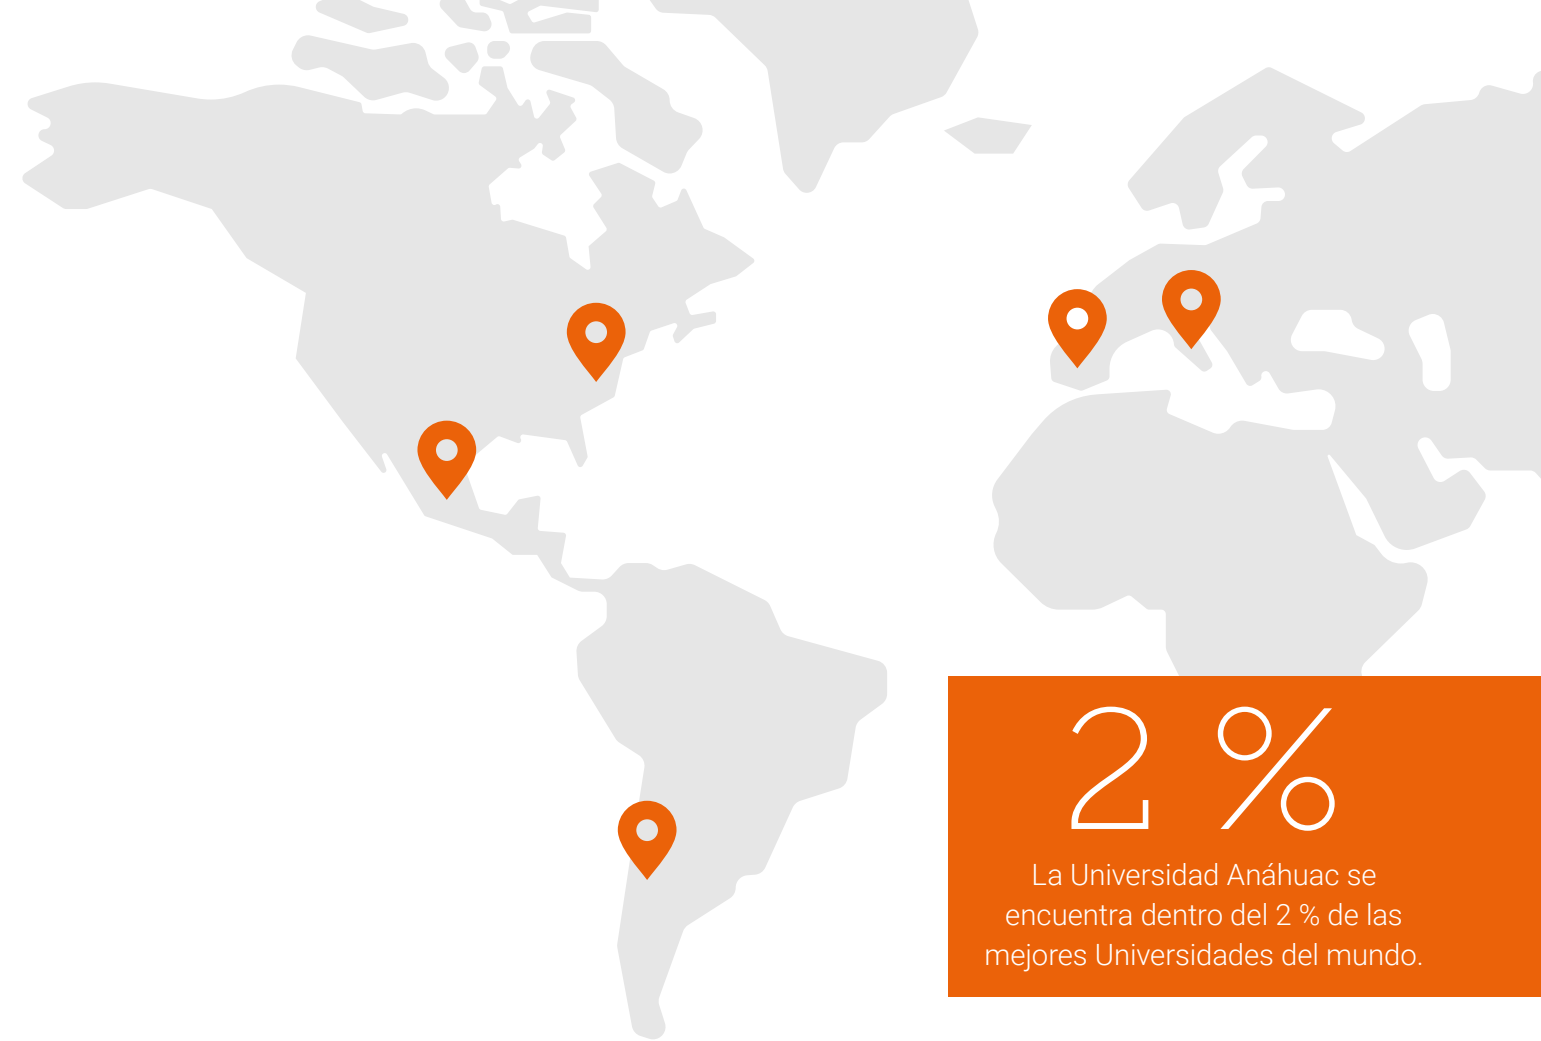 2 %
La Universidad Anáhuac se
encuentra dentro del 2 % de las
mejores Universidades del mundo.